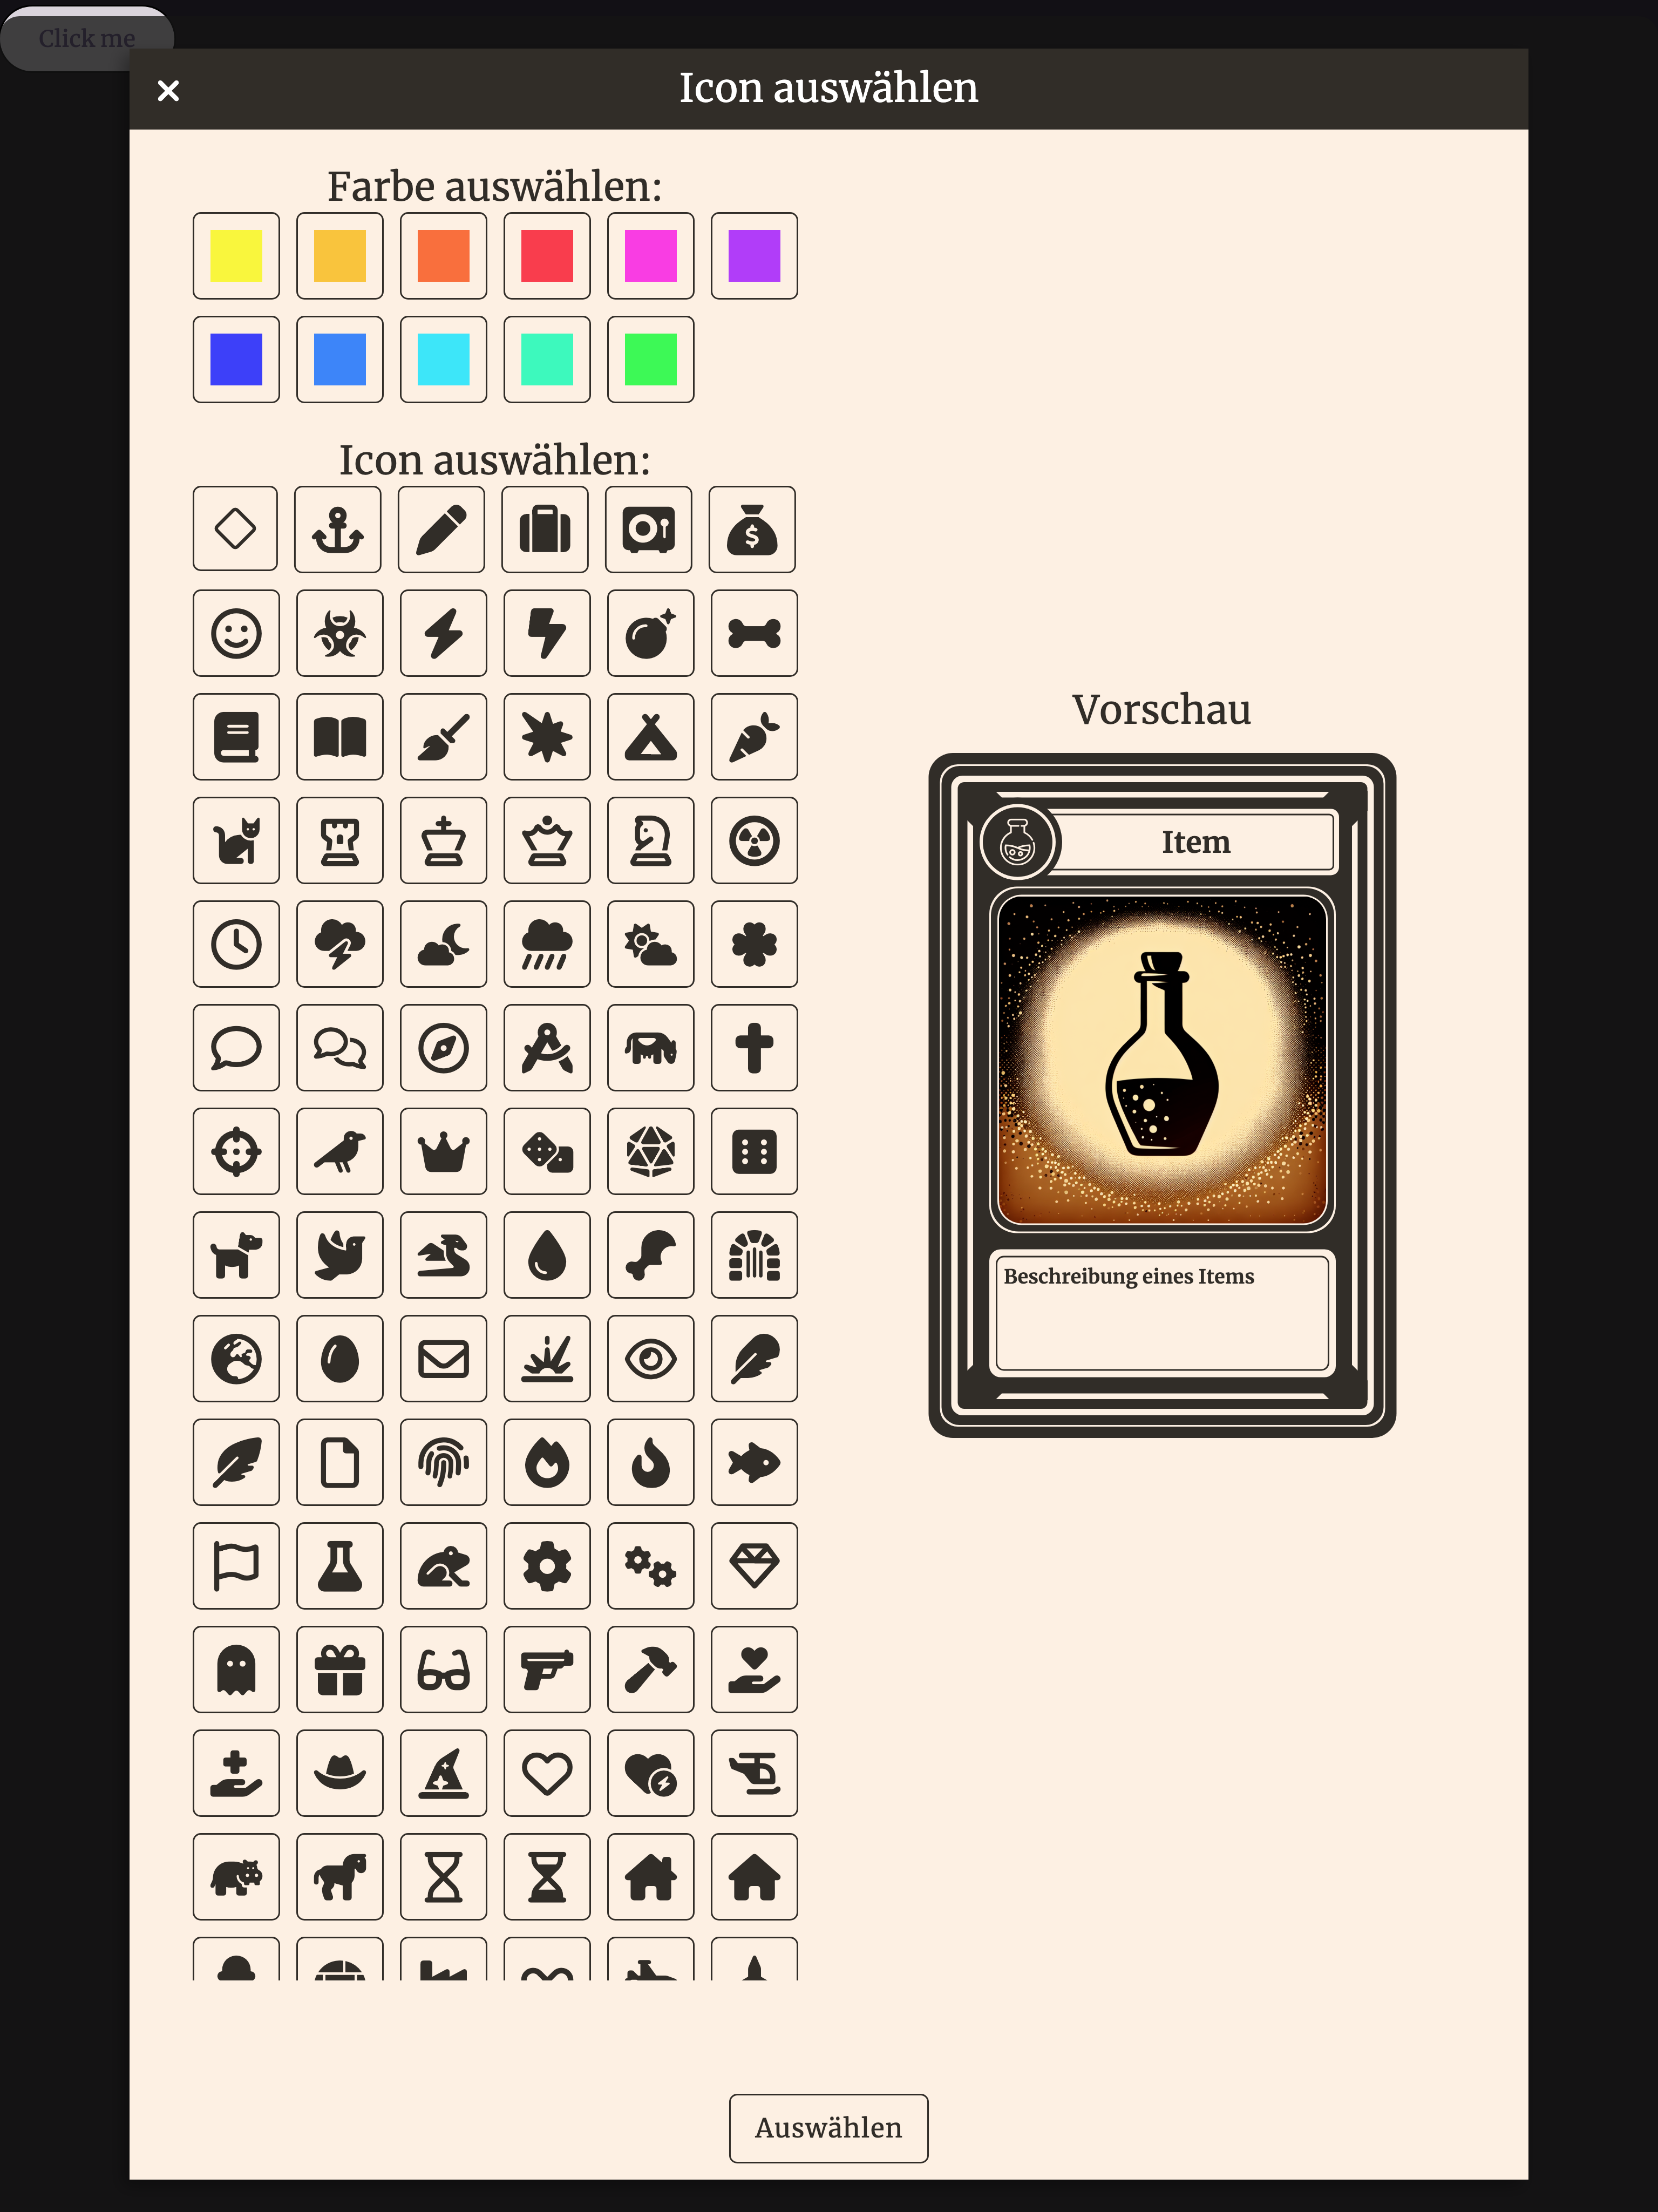 Click me
Icon auswählen
Farbe auswählen:
Icon auswählen:
Vorschau
Item
Beschreibung eines Items
Auswählen